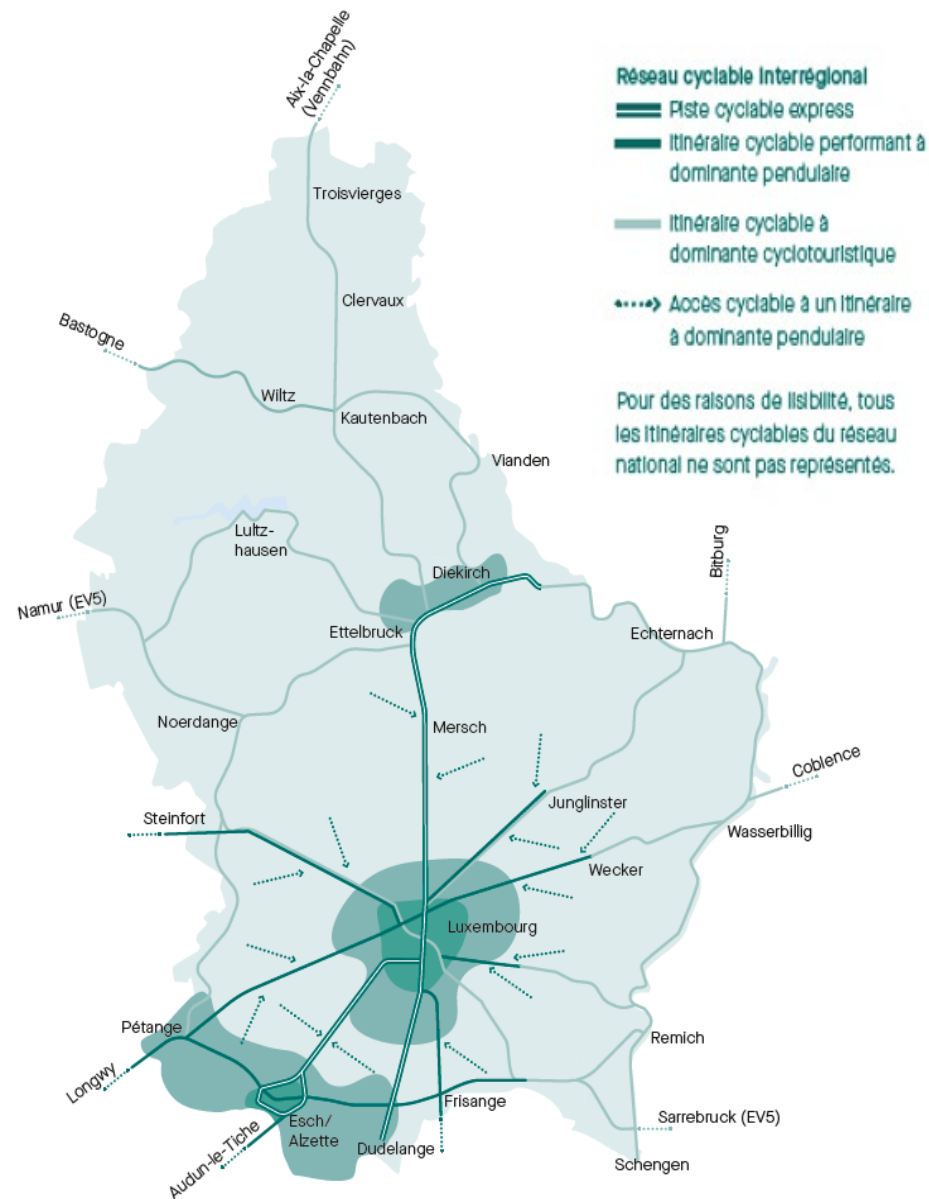 Aix-la-Chapelle
(Vennbahn)
Réseau cyclable interrégional
Piste cyclable express
Itinéraire cyclable performant à
dominante pendulaire
Itinéraire cyclable à
dominante cyclotouristique
Accès cyclable à un itinéraire
à dominante pendulaire
Pour des raisons de lisibilité, tous
les itinéraires cyclables du réseau
national ne sont pas représentés.
Troisvierges
Clervaux
Bastogne
Wiltz
Kautenbach
Vianden
Lultz-
hausen
Diekirch
Bitburg
Namur (EV5)
Ettelbruck
Echternach
Noerdange
Mersch
Coblence
Junglinster
Steinfort
Wasserbillig
Wecker
Luxembourg
Pétange
Remich
Longwy
Frisange
Esch/
Alzette
Sarrebruck (EV5)
Audun-le-Tiche
Dudelange
Schengen